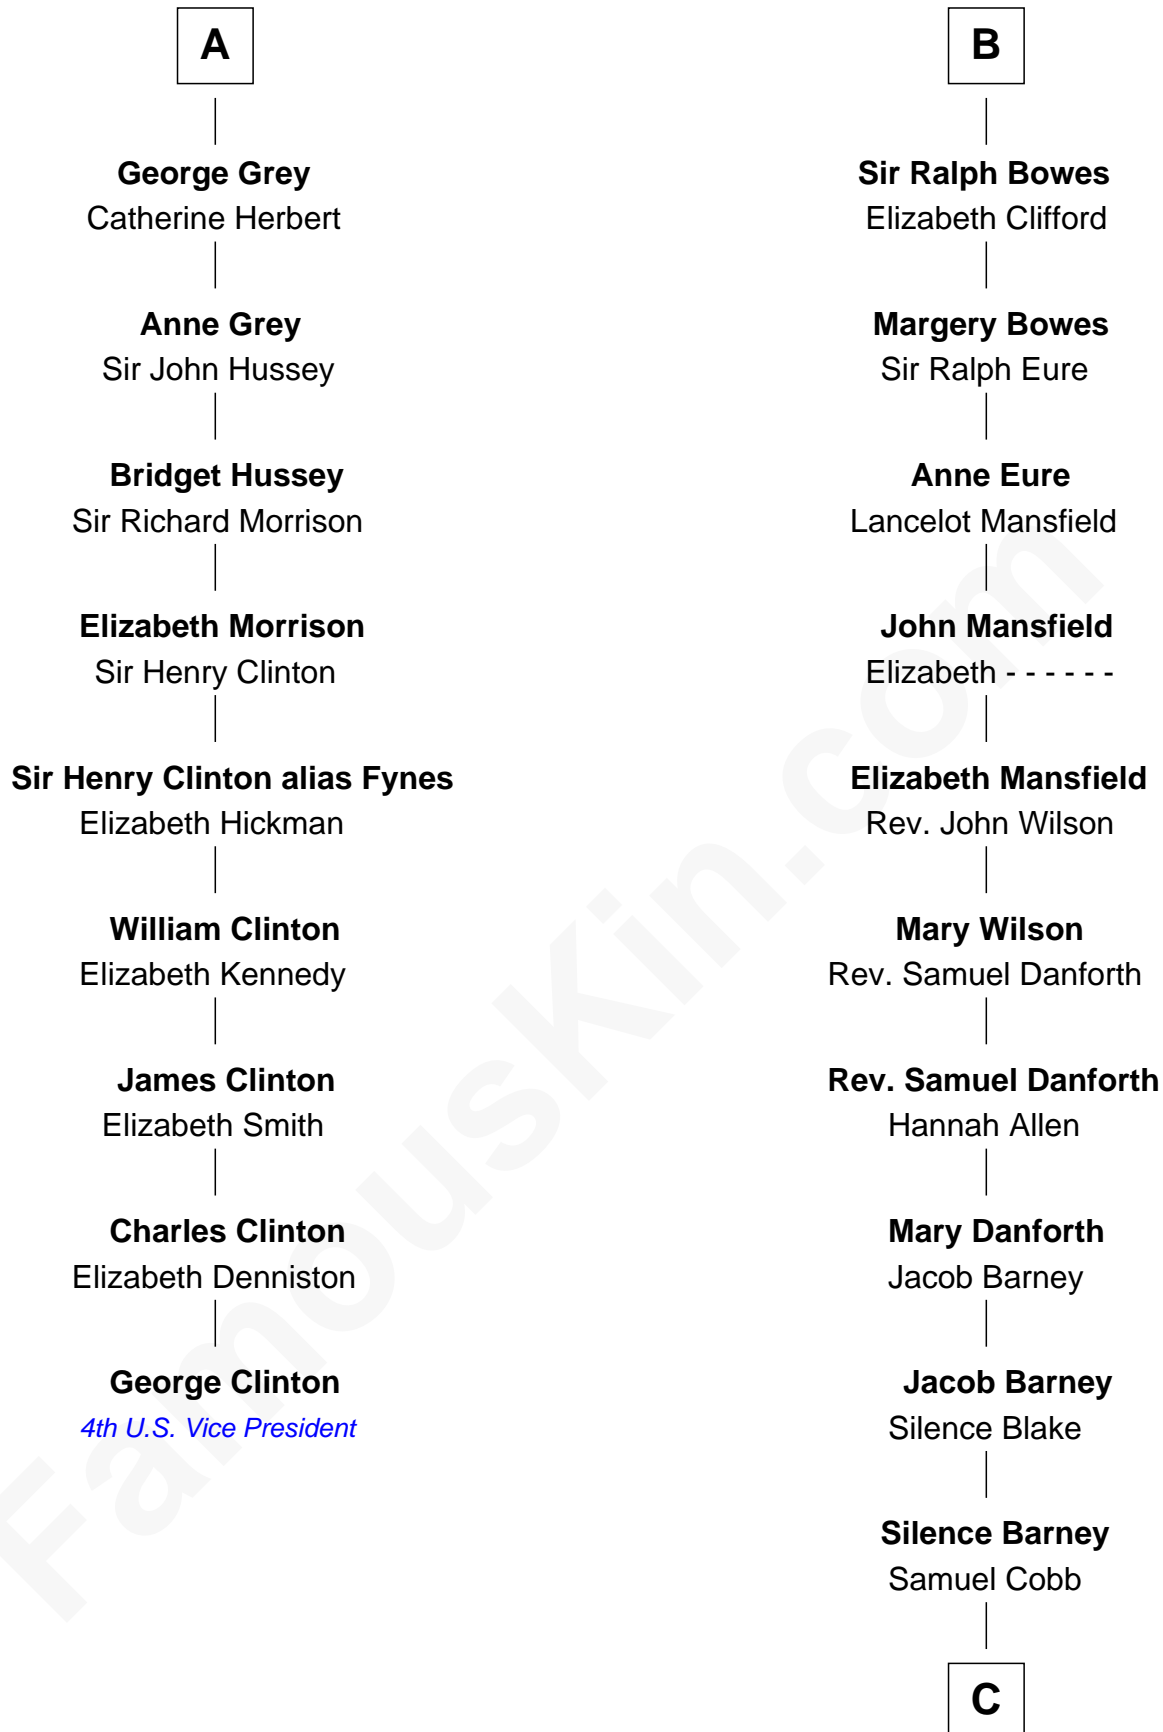 A
George Grey
Catherine Herbert
Anne Grey
Sir John Hussey
Bridget Hussey
Sir Richard Morrison
Elizabeth Morrison
Sir Henry Clinton
Sir Henry Clinton alias Fynes
Elizabeth Hickman
William Clinton
Elizabeth Kennedy
James Clinton
Elizabeth Smith
Charles Clinton
Elizabeth Denniston
George Clinton
4th U.S. Vice President
B
Sir Ralph Bowes
Elizabeth Clifford
Margery Bowes
Sir Ralph Eure
Anne Eure
Lancelot Mansfield
John Mansfield
Elizabeth - - - - - -
Elizabeth Mansfield
Rev. John Wilson
Mary Wilson
Rev. Samuel Danforth
Rev. Samuel Danforth
Hannah Allen
Mary Danforth
Jacob Barney
Jacob Barney
Silence Blake
Silence Barney
Samuel Cobb
C
FamousKin.com